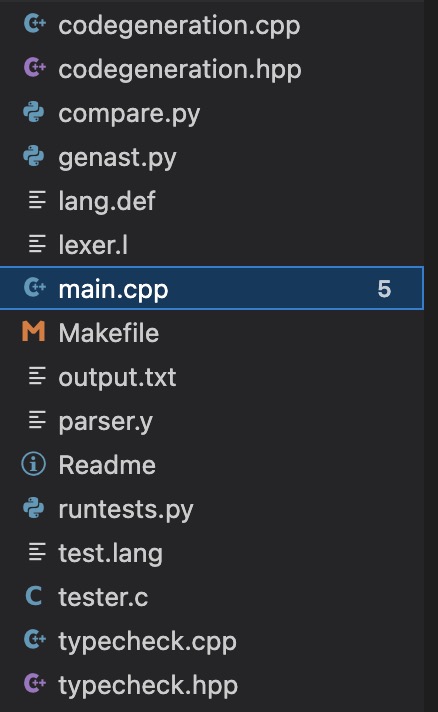 codegeneration.cpp
codegeneration.hpp
compare.py
genast.py
lang.def
lexer.l
main.cpp 5
Makefile
output.txt
parser.y
Readme
runtests.py
test.lang
tester.c
typecheck.cpp
typecheck.hpp